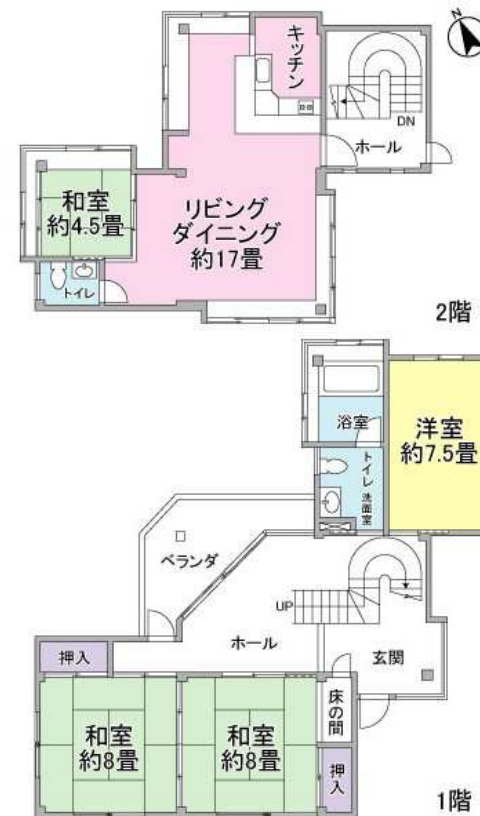 N
キッチン
DN
ホール
和室
約4.5畳
リビング
ダイニング
約17畳
トイレ
2階
浴室
洋室
約7.5畳
トイレ
洗面室
ベランダ
UP
ホール
玄関
押入
床の間
和室
約8畳
和室
約8畳
押入
1階